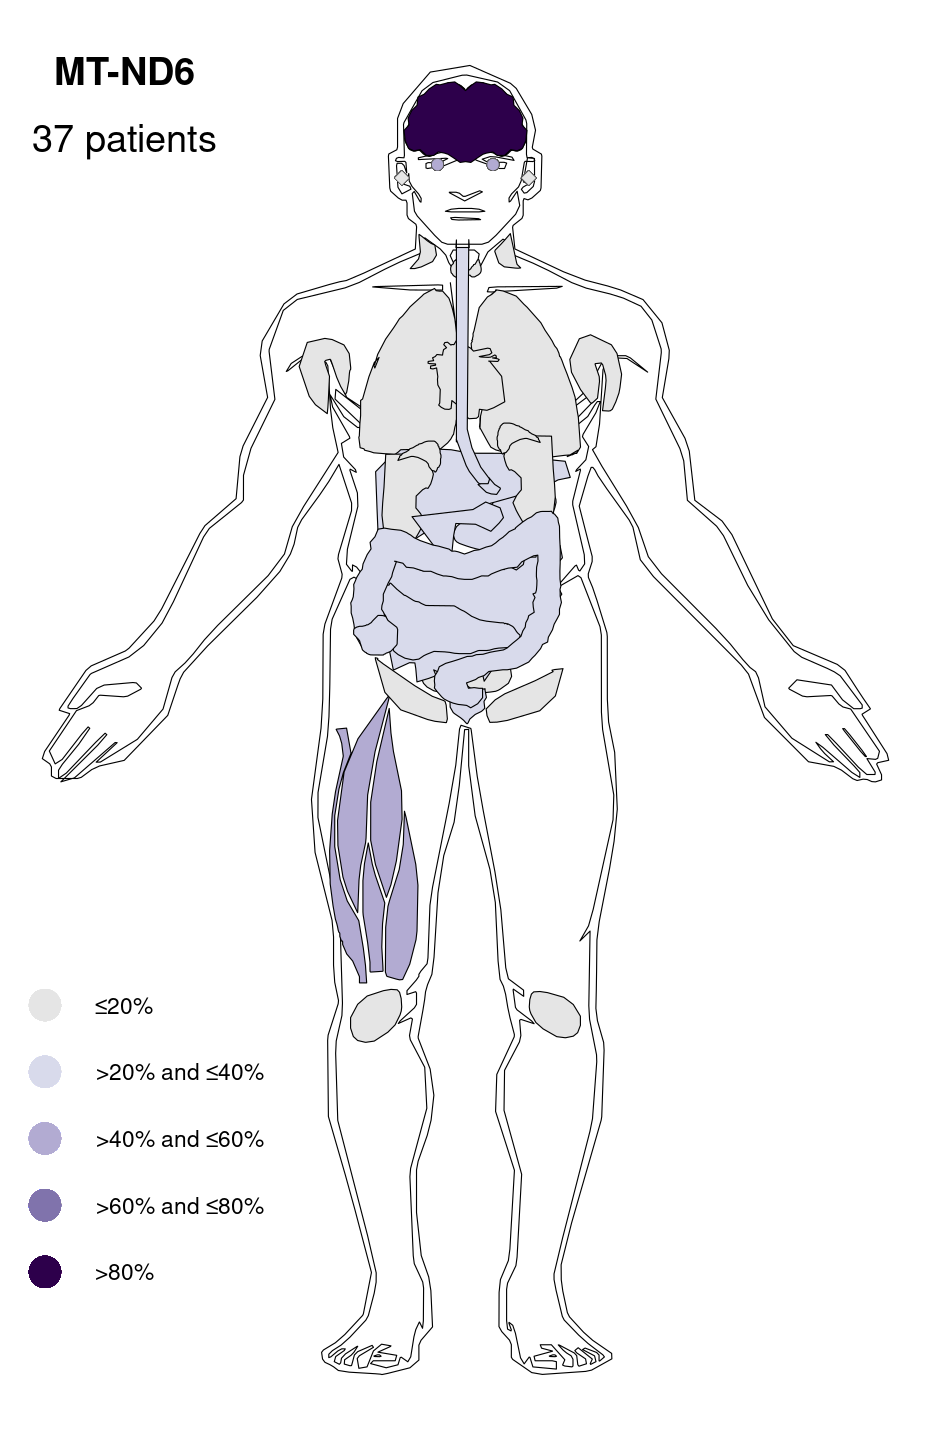 MT-ND6
37 patients
≤20%
>20% and ≤40%
>40% and ≤60%
>60% and ≤80%
>80%